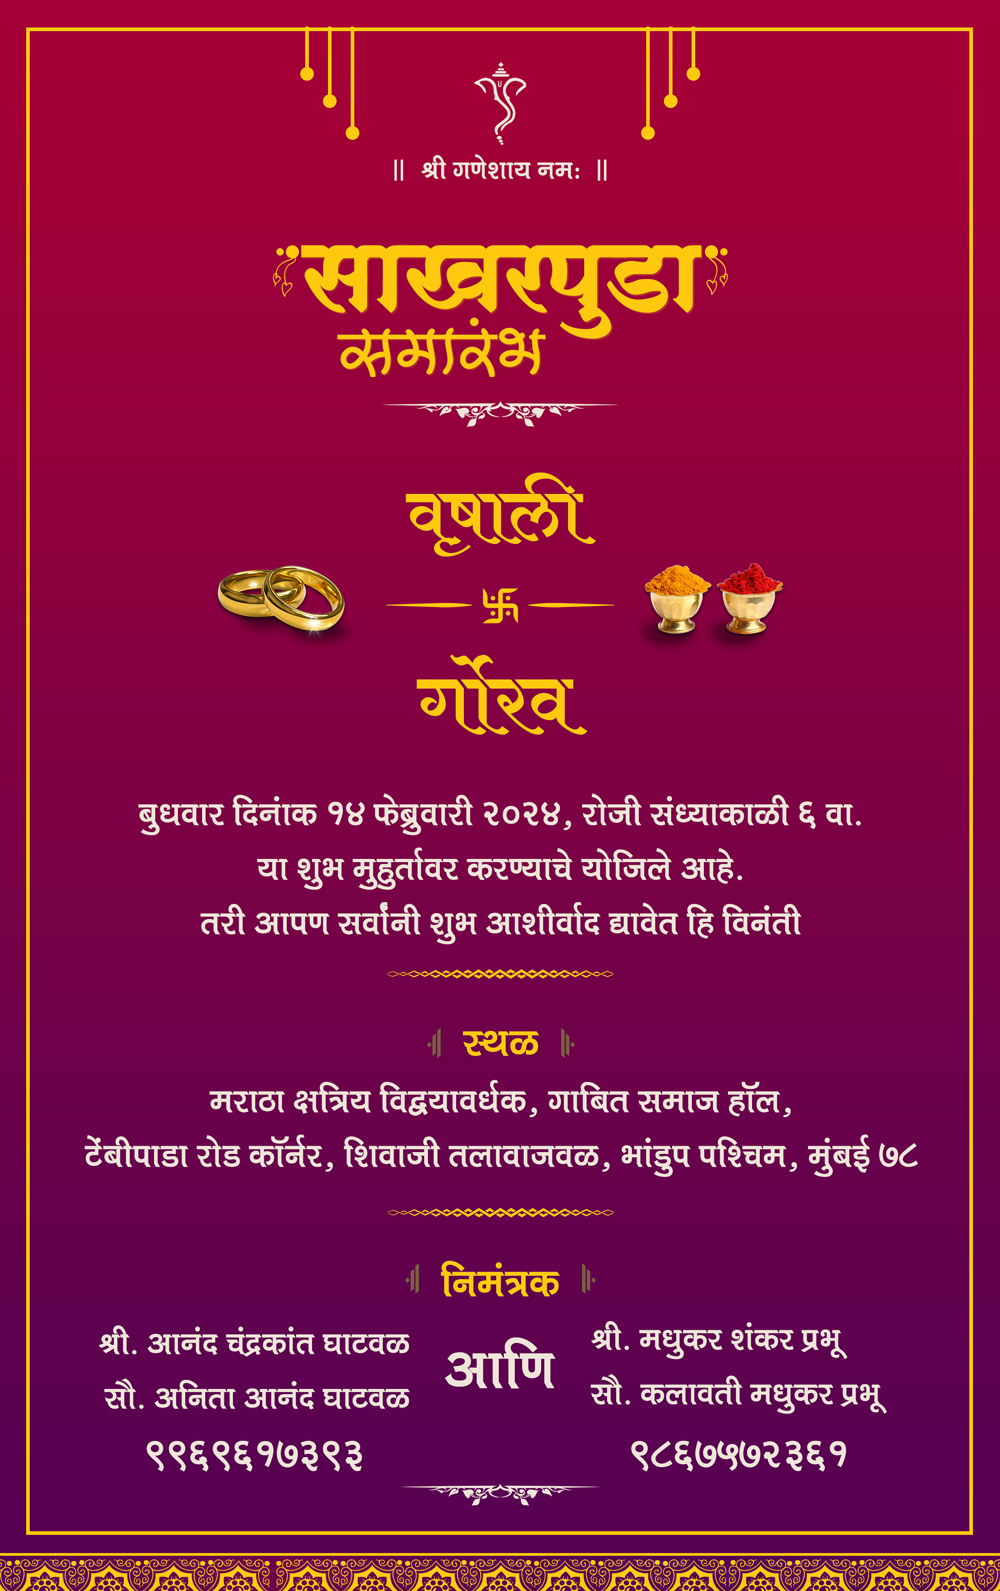 ॥ श्री गणेशाय नमः ॥
साखरपुडा
समारंभ
वृषाली
गौरव
बुधवार दिनांक १४ फेब्रुवारी २०२४, रोजी संध्याकाळी ६ वा.
या शुभ मुहुर्तावर करण्याचे योजिले आहे.
तरी आपण सर्वांनी शुभ आशीर्वाद द्यावेत हि विनंती
स्थळ
मराठा क्षत्रिय विद्वयावर्धक, गाबित समाज हॉल,
टेंबीपाडा रोड कॉर्नर, शिवाजी तलावाजवळ, भांडुप पश्चिम, मुंबई ७८
निमंत्रक
श्री. आनंद चंद्रकांत घाटवळ
सौ. अनिता आनंद घाटवळ
९९६९६१७३९३
आणि
श्री. मधुकर शंकर प्रभू
सौ. कलावती मधुकर प्रभू
९८६७५७२३६१